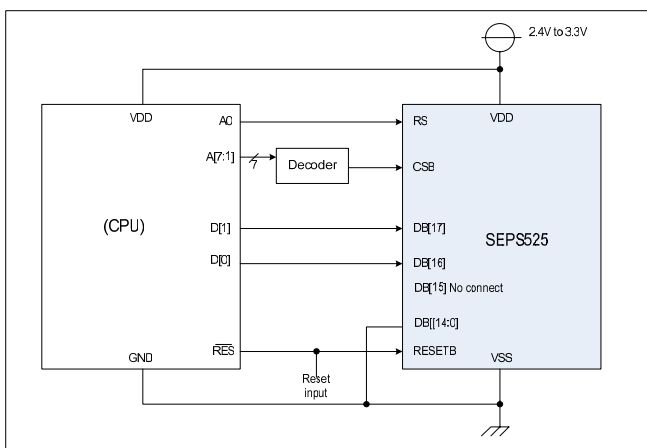 2.4V to 3.3V
VDD
A0
RS
VDD
A[7:1]
7
Decoder
CSB
(CPU)
D[1]
DB[17]
SEPS525
D[0]
DB[16]
DB[15] No connect
DB[[14:0]
RES
RESETB
GND
Reset
input
VSS